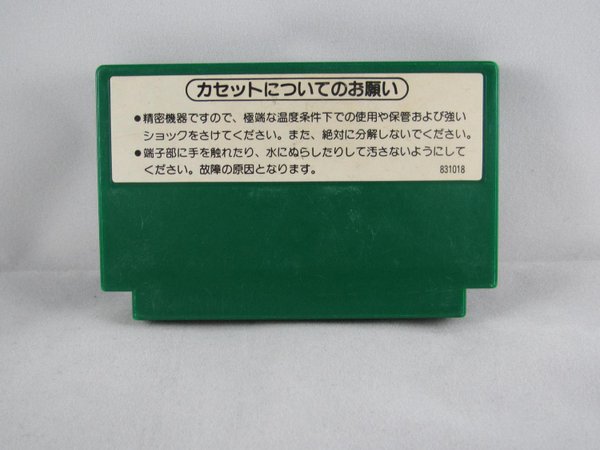 カセットについてのお願い
●精密機器ですので、極端な温度条件下での使用や保管および強い
ショックをさけてください。また、絶対に分解しないでください。
●端子部に手を触れたり、水にぬらしたりして汚さないようにして
ください。故障の原因となります。
831018